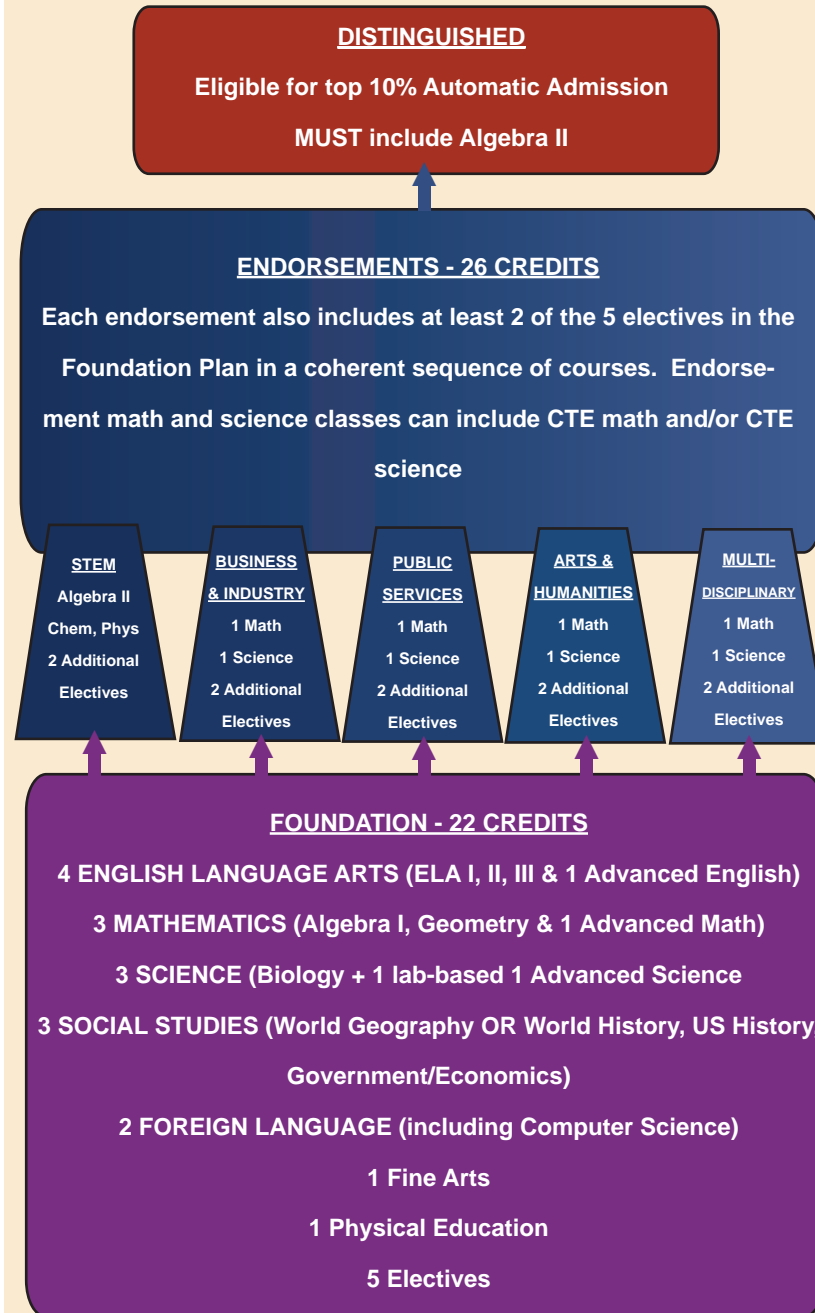 DISTINGUISHED
Eligible for top 10% Automatic Admission
MUST include Algebra II
ENDORSEMENTS - 26 CREDITS
Each endorsement also includes at least 2 of the 5 electives in the
Foundation Plan in a coherent sequence of courses.  Endorse-
ment math and science classes can include CTE math and/or CTE
science
STEM
Algebra II
Chem, Phys
2 Additional
Electives
BUSINESS
& INDUSTRY
1 Math
1 Science
2 Additional
Electives
PUBLIC
SERVICES
1 Math
1 Science
2 Additional
Electives
ARTS &
HUMANITIES
1 Math
1 Science
2 Additional
Electives
MULTI-
DISCIPLINARY
1 Math
1 Science
2 Additional
Electives
FOUNDATION - 22 CREDITS
4 ENGLISH LANGUAGE ARTS (ELA I, II, III & 1 Advanced English)
3 MATHEMATICS (Algebra I, Geometry & 1 Advanced Math)
3 SCIENCE (Biology + 1 lab-based 1 Advanced Science
3 SOCIAL STUDIES (World Geography OR World History, US History,
Government/Economics)
2 FOREIGN LANGUAGE (including Computer Science)
1 Fine Arts
1 Physical Education
5 Electives